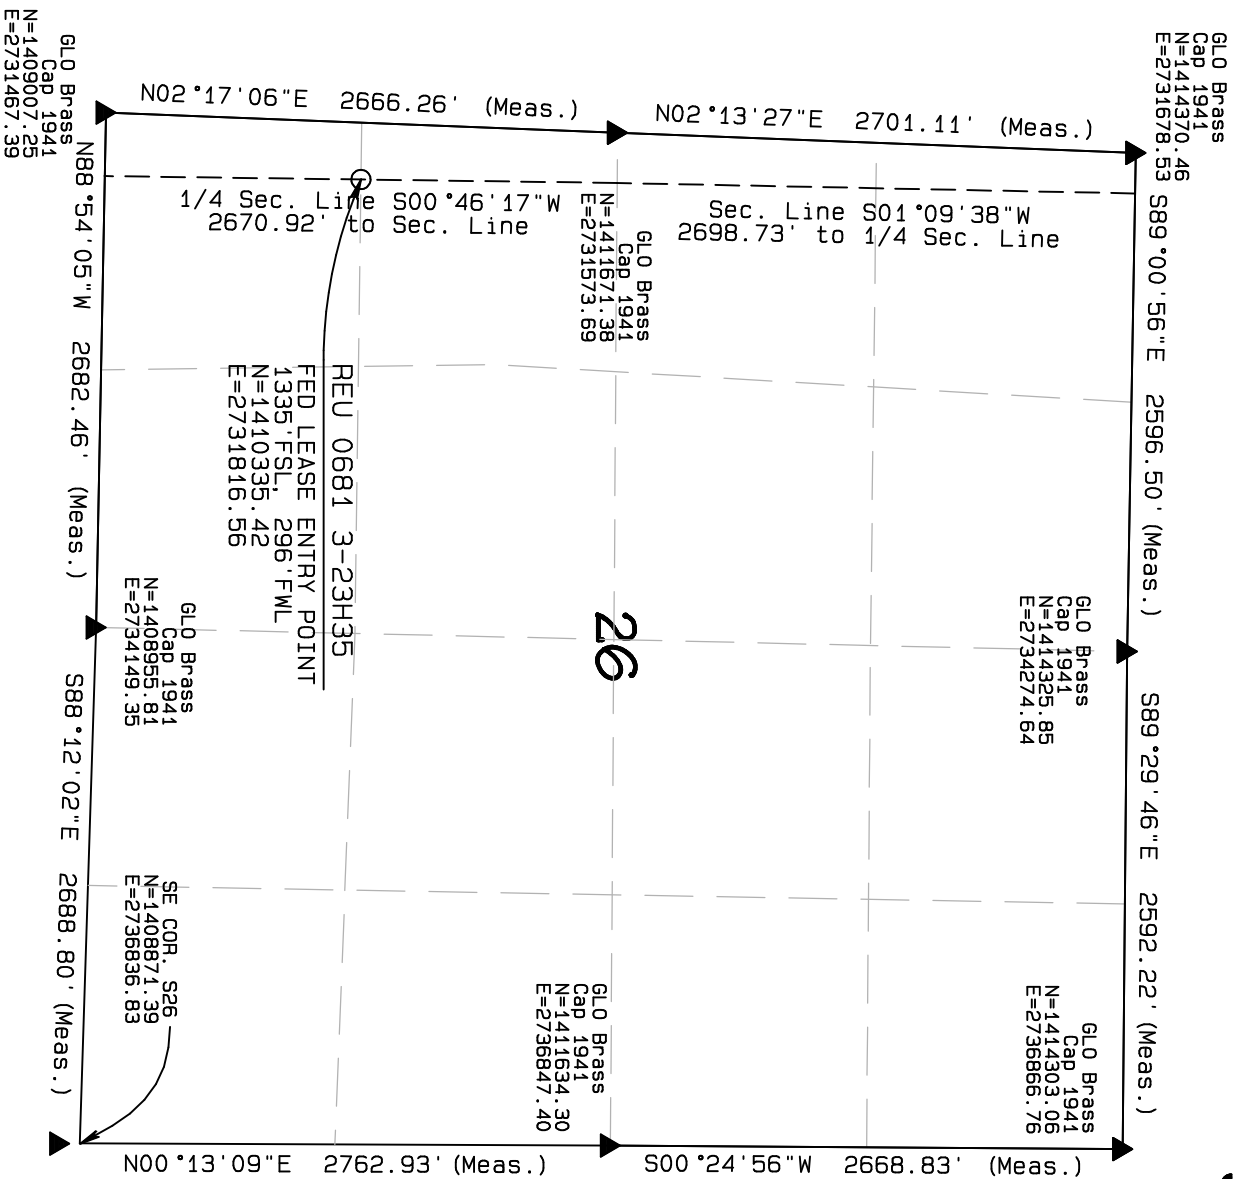 GLO Brass
Cap 1941
N=1409007.25
E=2731467.39
N02°17'06"E 2666.26' (Meas.)
N02°13'27"E 2701.11' (Meas.)
GLO Brass
Cap 1941
N=1414370.46
E=2731678.53
1/4 Sec. Line S00°46'17"W
2670.92' to Sec. Line
Sec. Line S01°09'38"W
2698.73' to 1/4 Sec. Line
GLO Brass
Cap 1941
N=1411671.38
E=2731573.69
N88°54'05"W 2682.46' (Meas.)
S89°00'56"E 2596.50' (Meas.)
REU 0681 3-23H35
FED LEASE ENTRY POINT
1335'FSL, 296'FWL
N=1410335.42
E=2731816.56
26
GLO Brass
Cap 1941
N=1408955.81
E=2734149.35
GLO Brass
Cap 1941
N=1414325.85
E=2734274.64
S88°12'02"E 2688.80' (Meas.)
S89°29'46"E 2592.22' (Meas.)
SE COR. S26
N=1408871.39
E=2736836.83
GLO Brass
Cap 1941
N=1411634.30
E=2736847.40
GLO Brass
Cap 1941
N=1414303.06
E=2736866.76
N00°13'09"E 2762.93' (Meas.)
S00°24'56"W 2668.83' (Meas.)